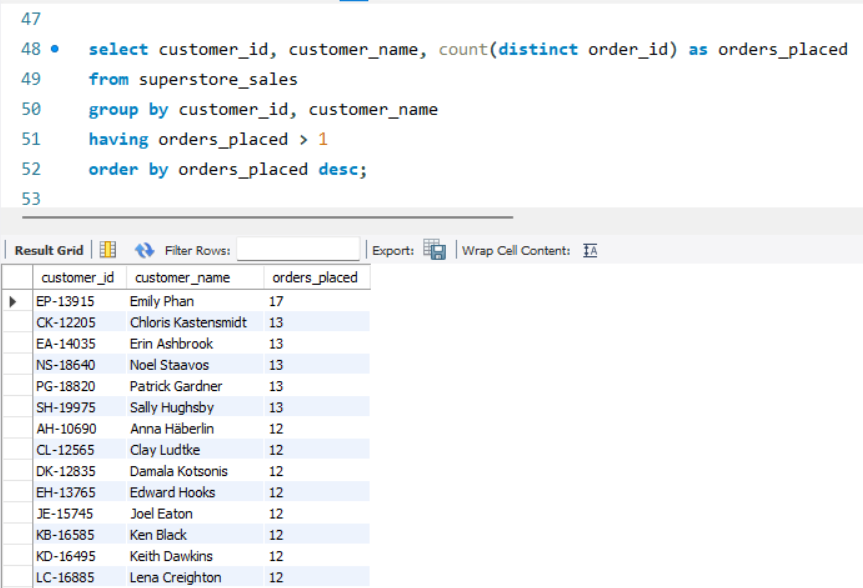 47
48 select customer_id, customer_name, count(distinct order_id) as orders_placed
49 from superstore_sales
50 group by customer_id, customer_name
51 having orders_placed > 1
52 order by orders_placed desc;
53
Result Grid Filter Rows: Export: Wrap Cell Content: IA
customer_id customer_name orders_placed
EP-13915 Emily Phan 17
CK-12205 Chloris Kastensmidt 13
EA-14035 Erin Ashbrook 13
NS-18640 Noel Staavos 13
PG-18820 Patrick Gardner 13
SH-19975 Sally Hughsby 13
AH-10690 Anna Häberlin 12
CL-12565 Clay Ludtke 12
DK-12835 Damala Kotsonis 12
EH-13765 Edward Hooks 12
JE-15745 Joel Eaton 12
KB-16585 Ken Black 12
KD-16495 Keith Dawkins 12
LC-16885 Lena Creighton 12